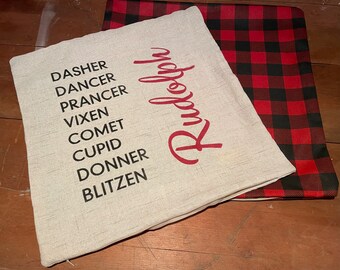 DASHER
DANCER
PRANCER
VIXEN
COMET
CUPID
DONNER
BLITZEN
Rudolph